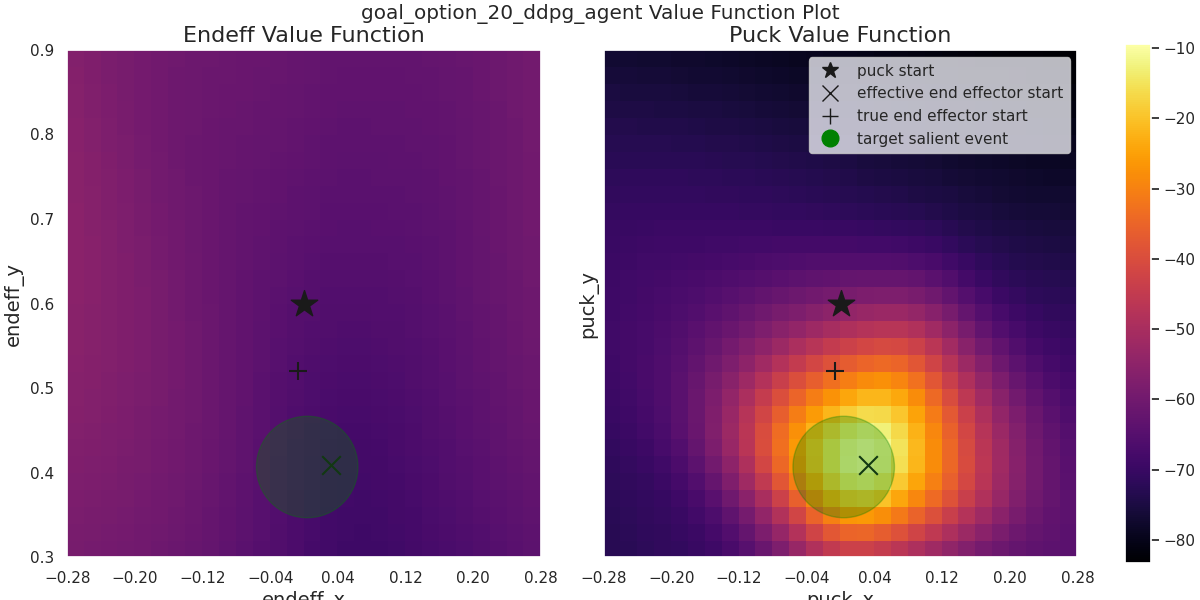 goal_option_20_ddpg_agent Value Function Plot
Endeff Value Function
Puck Value Function
0.9
0.8
0.7
0.6
0.5
0.4
0.3
endeff_y
−0.28 −0.20 −0.12 −0.04 0.04 0.12 0.20 0.28
endeff_x
puck_y
puck start
effective end effector start
true end effector start
target salient event
−0.28 −0.20 −0.12 −0.04 0.04 0.12 0.20 0.28
puck_x
−10
−20
−30
−40
−50
−60
−70
−80